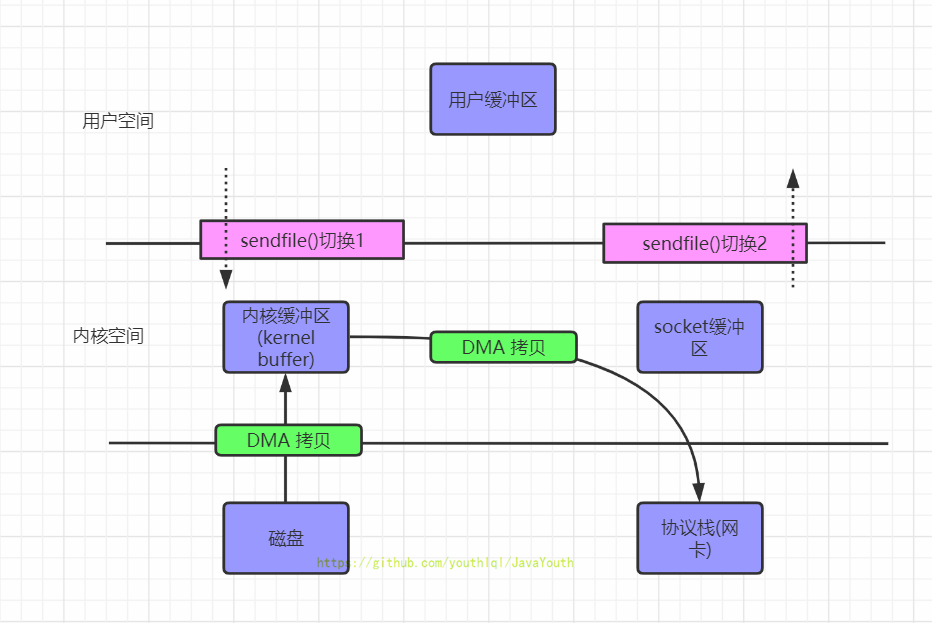 用户缓冲区
用户空间
sendfile()切换1
sendfile()切换2
内核空间
内核缓冲区
(kernel
buffer)
DMA 拷贝
socket缓冲
区
DMA 拷贝
磁盘
协议栈(网
卡)
https://github.com/youthlql/JavaYouth